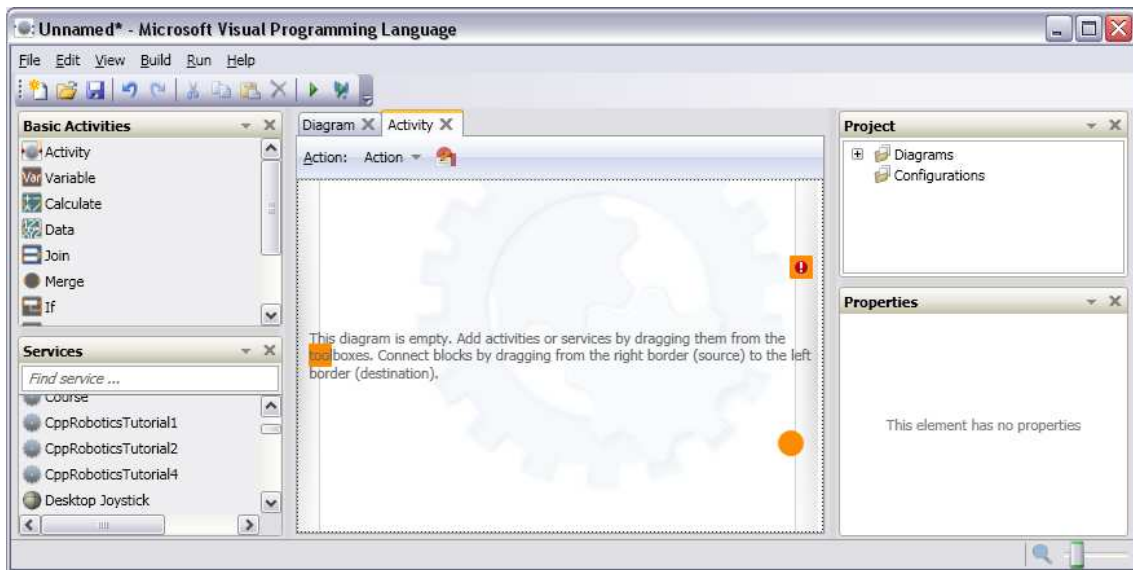 Unnamed* - Microsoft Visual Programming Language
File Edit View Build Run Help
Basic Activities
Activity
Variable
Calculate
Data
Join
Merge
If
Services
Find service ...
Course
CppRoboticsTutorial1
CppRoboticsTutorial2
CppRoboticsTutorial4
Desktop Joystick
Diagram
Activity
Action: Action
This diagram is empty. Add activities or services by dragging them from the
toolboxes. Connect blocks by dragging from the right border (source) to the left
border (destination).
Project
Diagrams
Configurations
Properties
This element has no properties